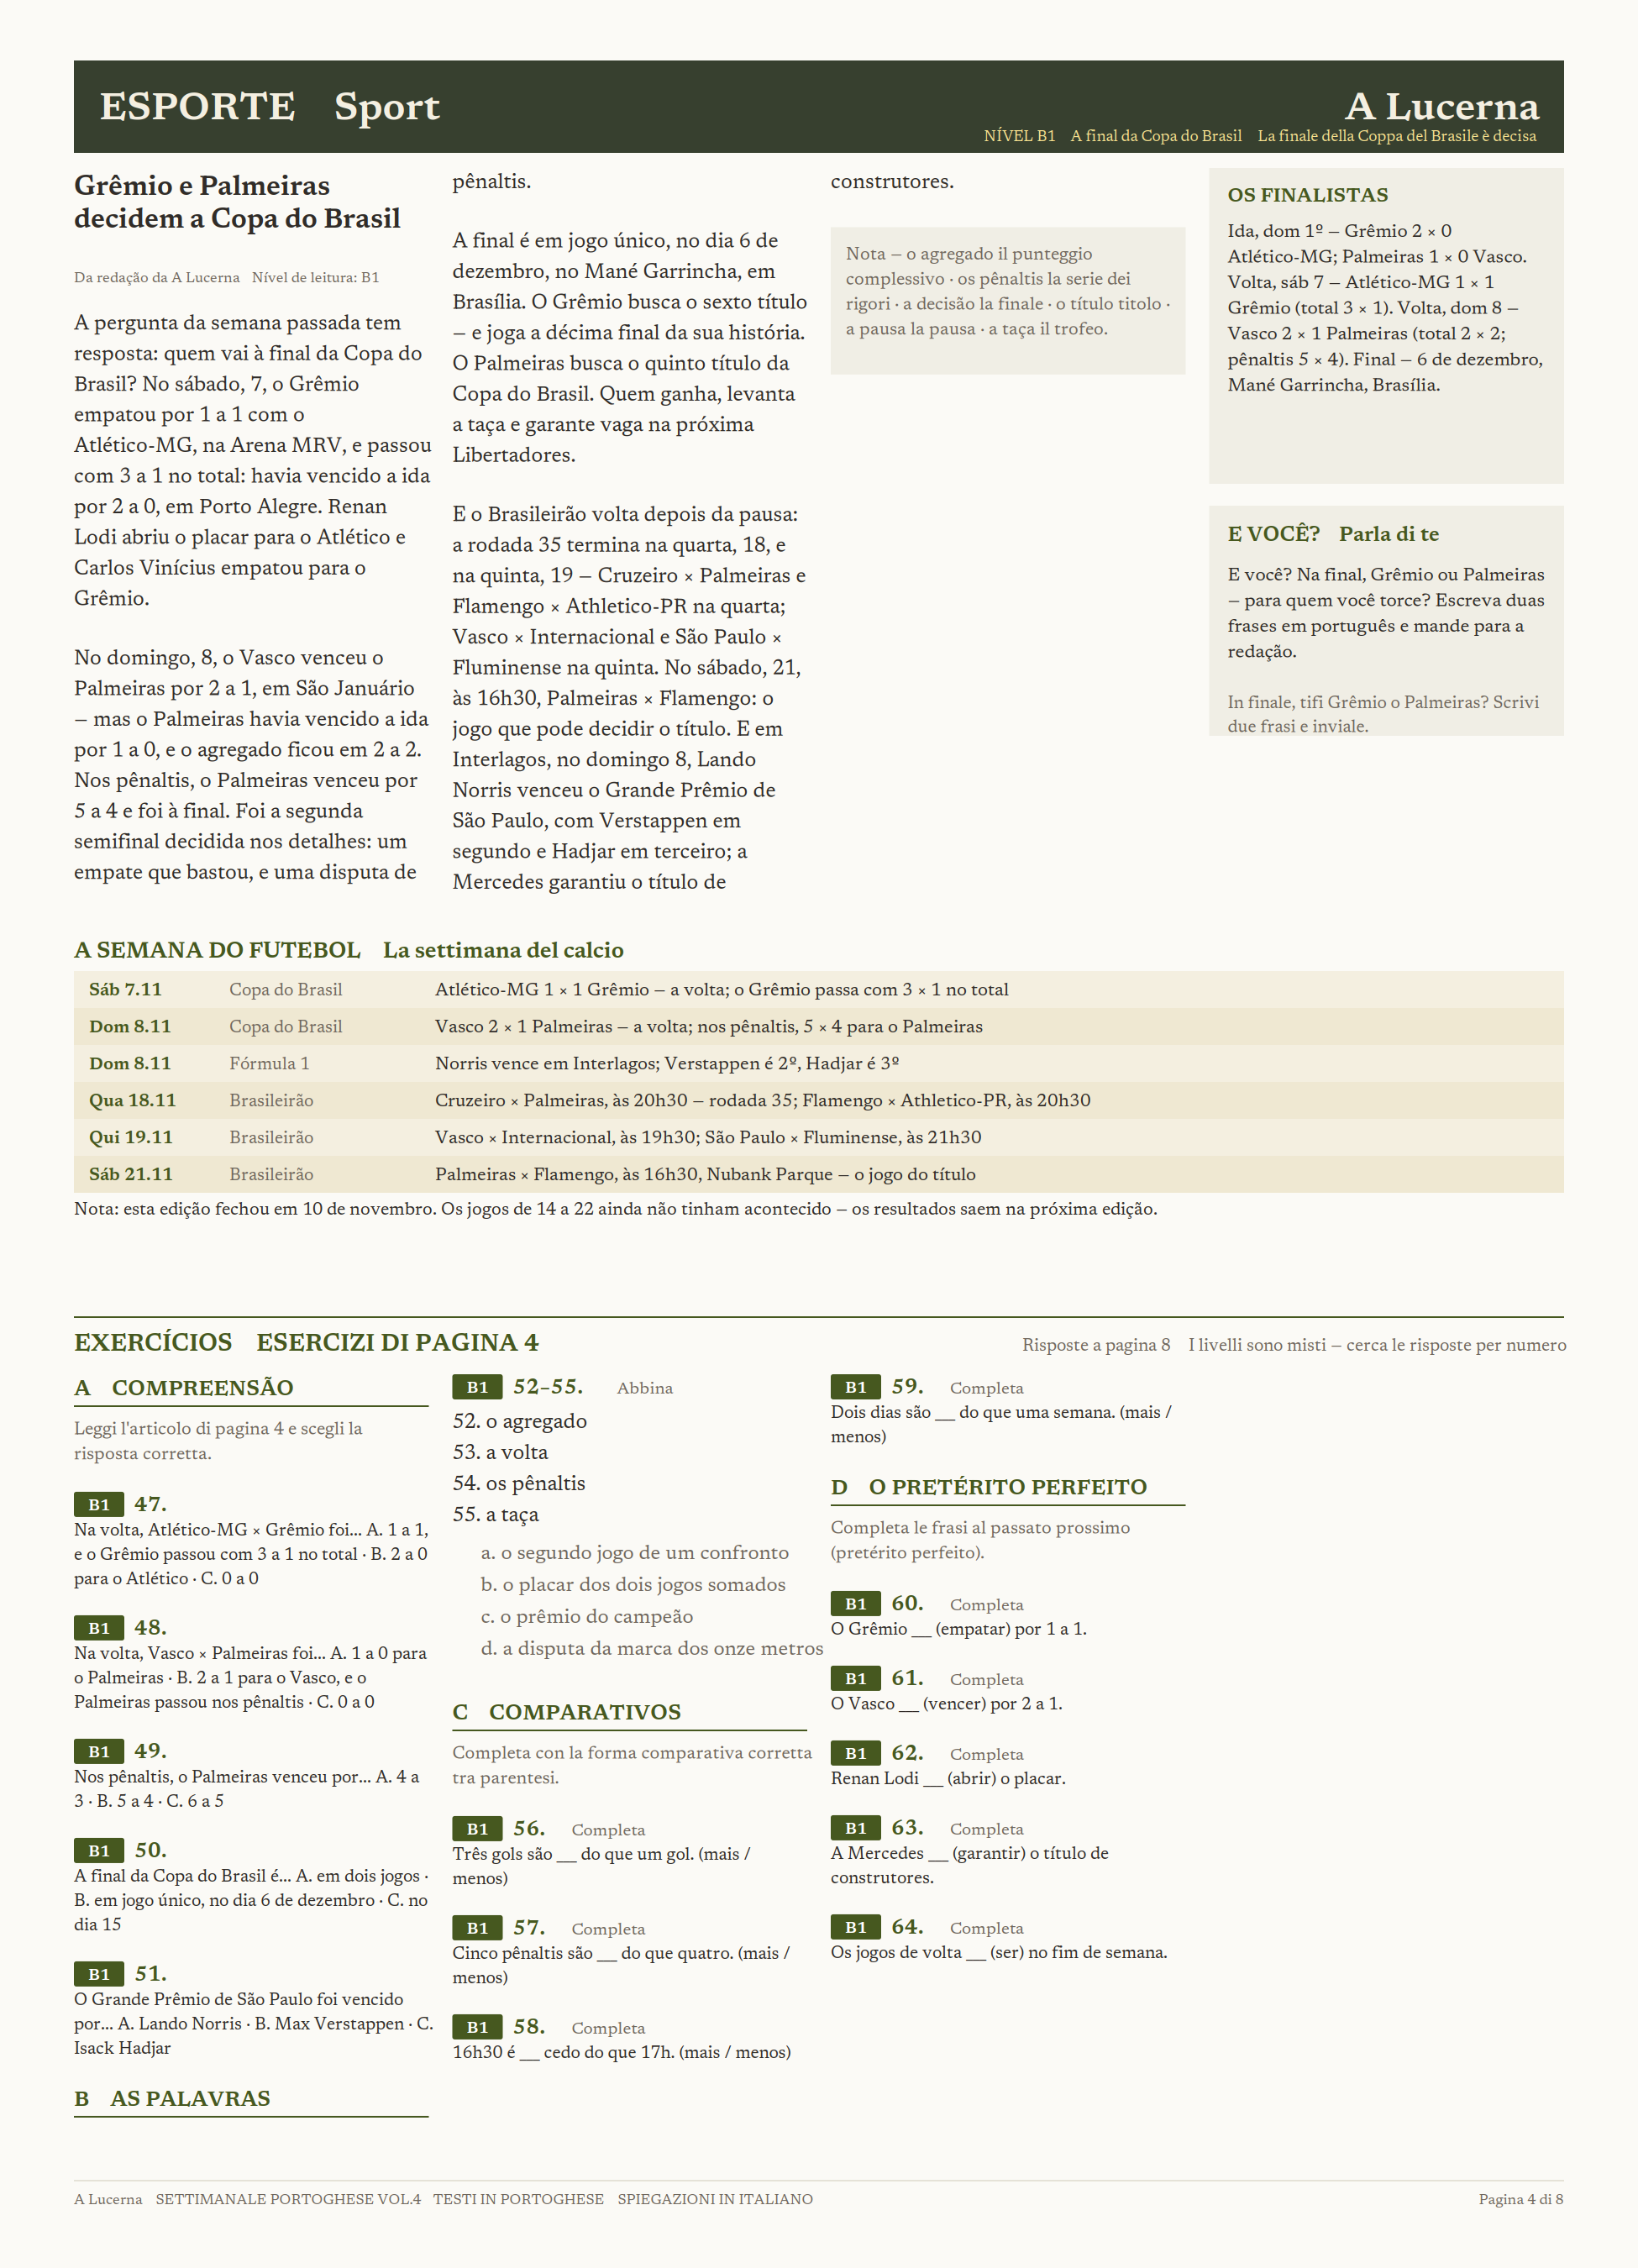 ESPORTE Sport
A Lucerna
NÍVEL B1 A final da Copa do Brasil La finale della Coppa del Brasile è decisa
Grêmio e Palmeiras
decidem a Copa do Brasil
Da redação da A Lucerna Nível de leitura: B1
A pergunta da semana passada tem
resposta: quem vai à final da Copa do
Brasil? No sábado, 7, o Grêmio
empatou por 1 a 1 com o
Atlético-MG, na Arena MRV, e passou
com 3 a 1 no total: havia vencido a ida
por 2 a 0, em Porto Alegre. Renan
Lodi abriu o placar para o Atlético e
Carlos Vinícius empatou para o
Grêmio.
No domingo, 8, o Vasco venceu o
Palmeiras por 2 a 1, em São Januário
— mas o Palmeiras havia vencido a ida
por 1 a 0, e o agregado ficou em 2 a 2.
Nos pênaltis, o Palmeiras venceu por
5 a 4 e foi à final. Foi a segunda
semifinal decidida nos detalhes: um
empate que bastou, e uma disputa de
pênaltis.
A final é em jogo único, no dia 6 de
dezembro, no Mané Garrincha, em
Brasília. O Grêmio busca o sexto título
— e joga a décima final da sua história.
O Palmeiras busca o quinto título da
Copa do Brasil. Quem ganha, levanta
a taça e garante vaga na próxima
Libertadores.
E o Brasileirão volta depois da pausa:
a rodada 35 termina na quarta, 18, e
na quinta, 19 — Cruzeiro × Palmeiras e
Flamengo × Athletico-PR na quarta;
Vasco × Internacional e São Paulo ×
Fluminense na quinta. No sábado, 21,
às 16h30, Palmeiras × Flamengo: o
jogo que pode decidir o título. E em
Interlagos, no domingo 8, Lando
Norris venceu o Grande Prêmio de
São Paulo, com Verstappen em
segundo e Hadjar em terceiro; a
Mercedes garantiu o título de
construtores.
Nota — o agregado il punteggio
complessivo · os pênaltis la serie dei
rigori · a decisão la finale · o título titolo ·
a pausa la pausa · a taça il trofeo.
OS FINALISTAS
Ida, dom 1º — Grêmio 2 × 0
Atlético-MG; Palmeiras 1 × 0 Vasco.
Volta, sáb 7 — Atlético-MG 1 × 1
Grêmio (total 3 × 1). Volta, dom 8 —
Vasco 2 × 1 Palmeiras (total 2 × 2;
pênaltis 5 × 4). Final — 6 de dezembro,
Mané Garrincha, Brasília.
E VOCÊ? Parla di te
E você? Na final, Grêmio ou Palmeiras
— para quem você torce? Escreva duas
frases em português e mande para a
redação.
In finale, tifi Grêmio o Palmeiras? Scrivi
due frasi e inviale.
A SEMANA DO FUTEBOL La settimana del calcio
Sáb 7.11 Copa do Brasil Atlético-MG 1 × 1 Grêmio — a volta; o Grêmio passa com 3 × 1 no total
Dom 8.11 Copa do Brasil Vasco 2 × 1 Palmeiras — a volta; nos pênaltis, 5 × 4 para o Palmeiras
Dom 8.11 Fórmula 1 Norris vence em Interlagos; Verstappen é 2º, Hadjar é 3º
Qua 18.11 Brasileirão Cruzeiro × Palmeiras, às 20h30 — rodada 35; Flamengo × Athletico-PR, às 20h30
Qui 19.11 Brasileirão Vasco × Internacional, às 19h30; São Paulo × Fluminense, às 21h30
Sáb 21.11 Brasileirão Palmeiras × Flamengo, às 16h30, Nubank Parque — o jogo do título
Nota: esta edição fechou em 10 de novembro. Os jogos de 14 a 22 ainda não tinham acontecido — os resultados saem na próxima edição.
EXERCÍCIOS ESERCIZI DI PAGINA 4
Risposte a pagina 8 I livelli sono misti — cerca le risposte per numero
A COMPREENSÃO
Leggi l'articolo di pagina 4 e scegli la
risposta corretta.
B1 47.
Na volta, Atlético-MG × Grêmio foi... A. 1 a 1,
e o Grêmio passou com 3 a 1 no total · B. 2 a 0
para o Atlético · C. 0 a 0
B1 48.
Na volta, Vasco × Palmeiras foi... A. 1 a 0 para
o Palmeiras · B. 2 a 1 para o Vasco, e o
Palmeiras passou nos pênaltis · C. 0 a 0
B1 49.
Nos pênaltis, o Palmeiras venceu por... A. 4 a
3 · B. 5 a 4 · C. 6 a 5
B1 50.
A final da Copa do Brasil é... A. em dois jogos ·
B. em jogo único, no dia 6 de dezembro · C. no
dia 15
B1 51.
O Grande Prêmio de São Paulo foi vencido
por... A. Lando Norris · B. Max Verstappen · C.
Isack Hadjar
B AS PALAVRAS
B1 52–55. Abbina
52. o agregado
53. a volta
54. os pênaltis
55. a taça
a. o segundo jogo de um confronto
b. o placar dos dois jogos somados
c. o prêmio do campeão
d. a disputa da marca dos onze metros
C COMPARATIVOS
Completa con la forma comparativa corretta
tra parentesi.
B1 56. Completa
Três gols são ___ do que um gol. (mais /
menos)
B1 57. Completa
Cinco pênaltis são ___ do que quatro. (mais /
menos)
B1 58. Completa
16h30 é ___ cedo do que 17h. (mais / menos)
B1 59. Completa
Dois dias são ___ do que uma semana. (mais /
menos)
D O PRETÉRITO PERFEITO
Completa le frasi al passato prossimo
(pretérito perfeito).
B1 60. Completa
O Grêmio ___ (empatar) por 1 a 1.
B1 61. Completa
O Vasco ___ (vencer) por 2 a 1.
B1 62. Completa
Renan Lodi ___ (abrir) o placar.
B1 63. Completa
A Mercedes ___ (garantir) o título de
construtores.
B1 64. Completa
Os jogos de volta ___ (ser) no fim de semana.
A Lucerna SETTIMANALE PORTOGHESE VOL.4 TESTI IN PORTOGHESE SPIEGAZIONI IN ITALIANO
Pagina 4 di 8